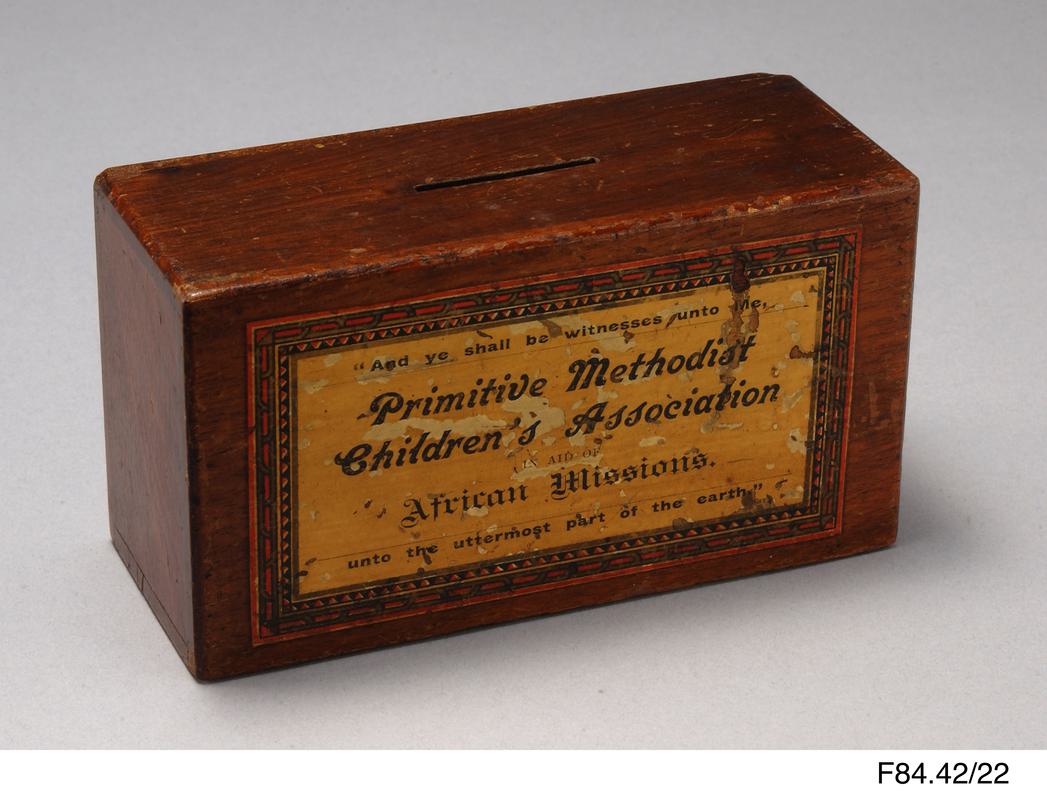 "And ye shall be witnesses unto Me,
Primitive Methodist
Children's Association
IN AID OF
African Missions.
unto the uttermost part of the earth."
F84.42/22